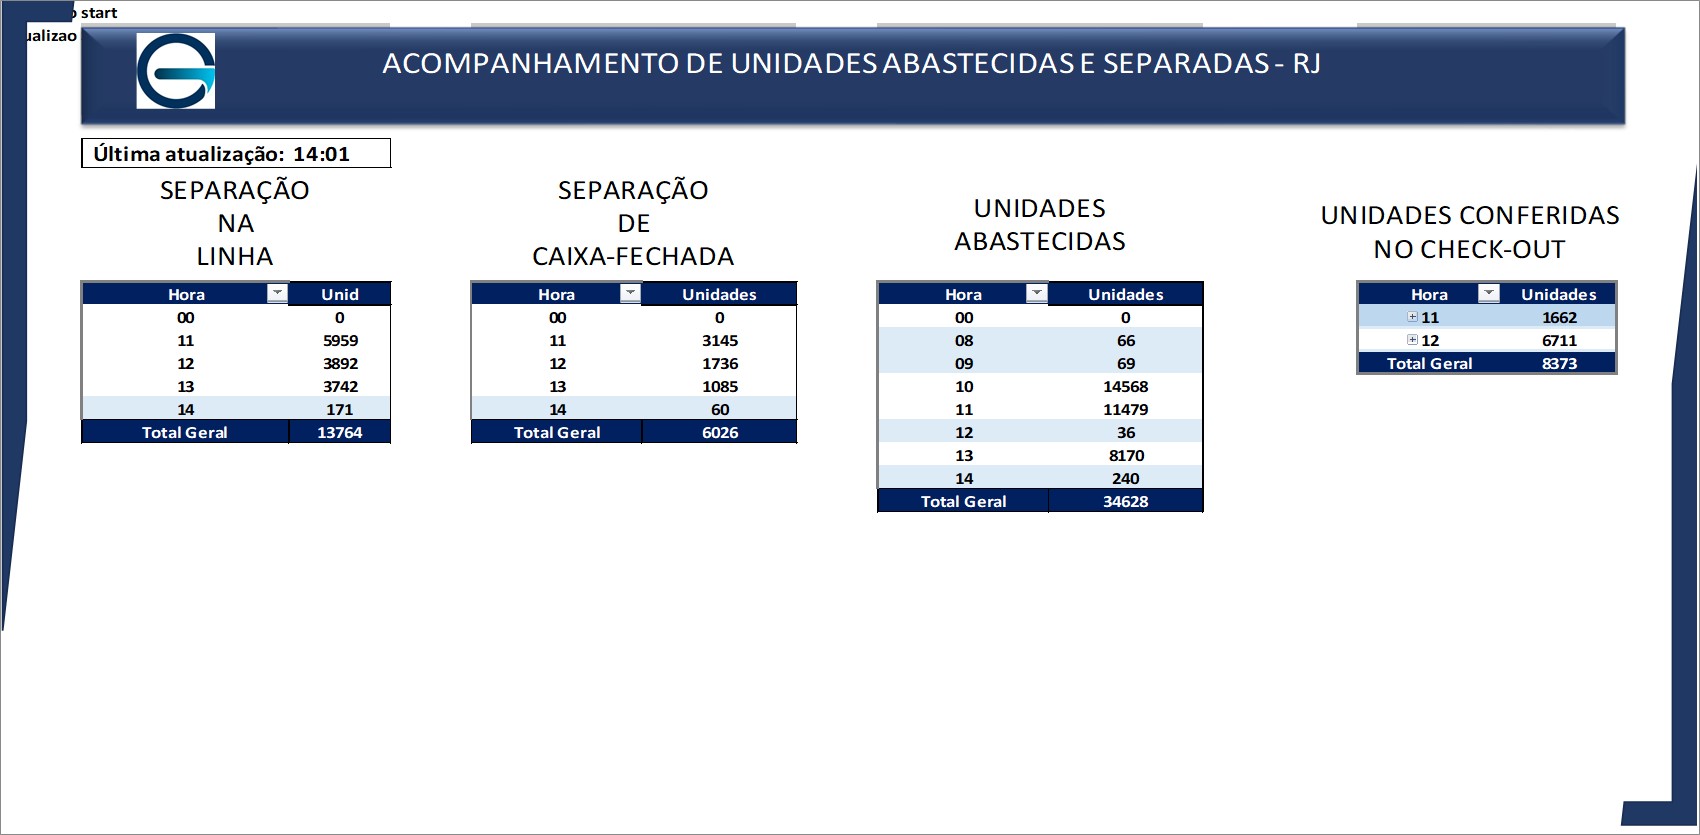 start
ACOMPANHAMENTO DE UNIDADES ABASTECIDAS E SEPARADAS - RJ
Última atualização: 14:01
SEPARAÇÃO
NA
LINHA
Hora Unid
00 0
11 5959
12 3892
13 3742
14 171
Total Geral 13764
SEPARAÇÃO
DE
CAIXA-FECHADA
Hora Unidades
00 0
11 3145
12 1736
13 1085
14 60
Total Geral 6026
UNIDADES
ABASTECIDAS
Hora Unidades
00 0
08 66
09 69
10 14568
11 11479
12 36
13 8170
14 240
Total Geral 34628
UNIDADES CONFERIDAS
NO CHECK-OUT
Hora Unidades
11 1662
12 6711
Total Geral 8373